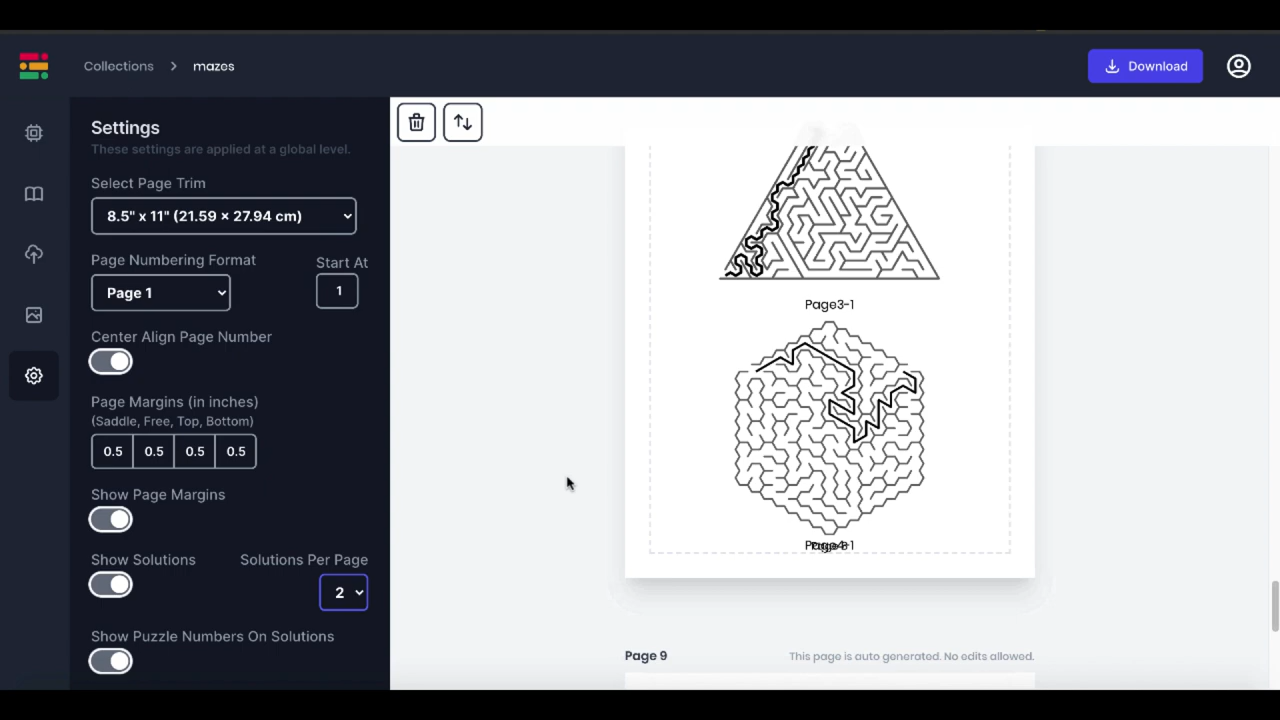 Collections > mazes
Download
Settings
These settings are applied at a global level.
Select Page Trim
8.5" x 11" (21.59 × 27.94 cm)
Page Numbering Format
Start At
Page 1
1
Center Align Page Number
Page Margins (in inches)
(Saddle, Free, Top, Bottom)
0.5 0.5 0.5 0.5
Show Page Margins
Show Solutions
Solutions Per Page
2
Show Puzzle Numbers On Solutions
Page3-1
Page 9
This page is auto generated. No edits allowed.